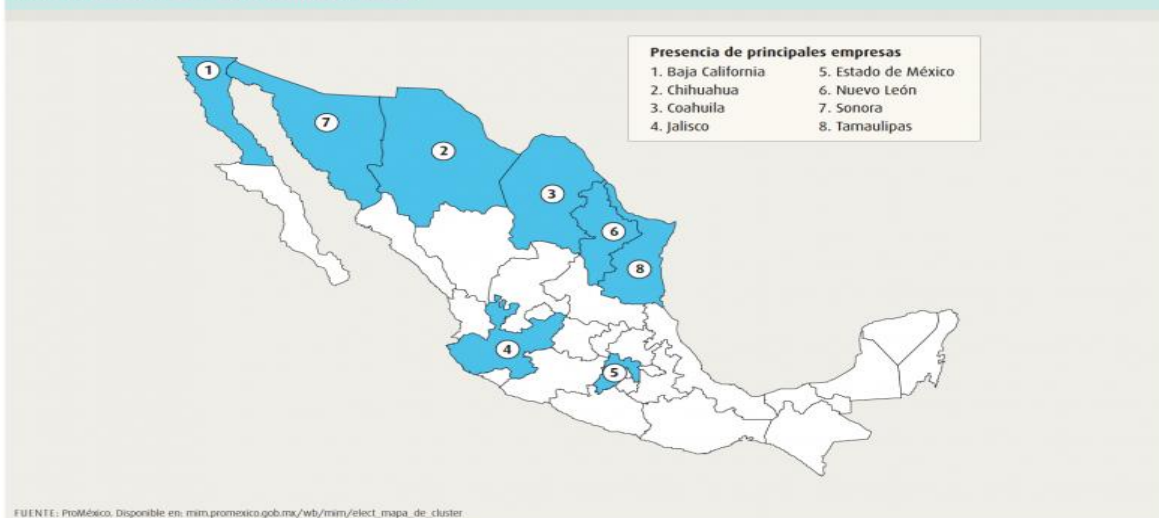 Presencia de principales empresas
1. Baja California
2. Chihuahua
3. Coahuila
4. Jalisco
5. Estado de México
6. Nuevo León
7. Sonora
8. Tamaulipas
1
7
2
3
6
8
4
5
FUENTE: ProMéxico. Disponible en: mim.promexico.gob.mx/wb/mim/elect_mapa_de_cluster